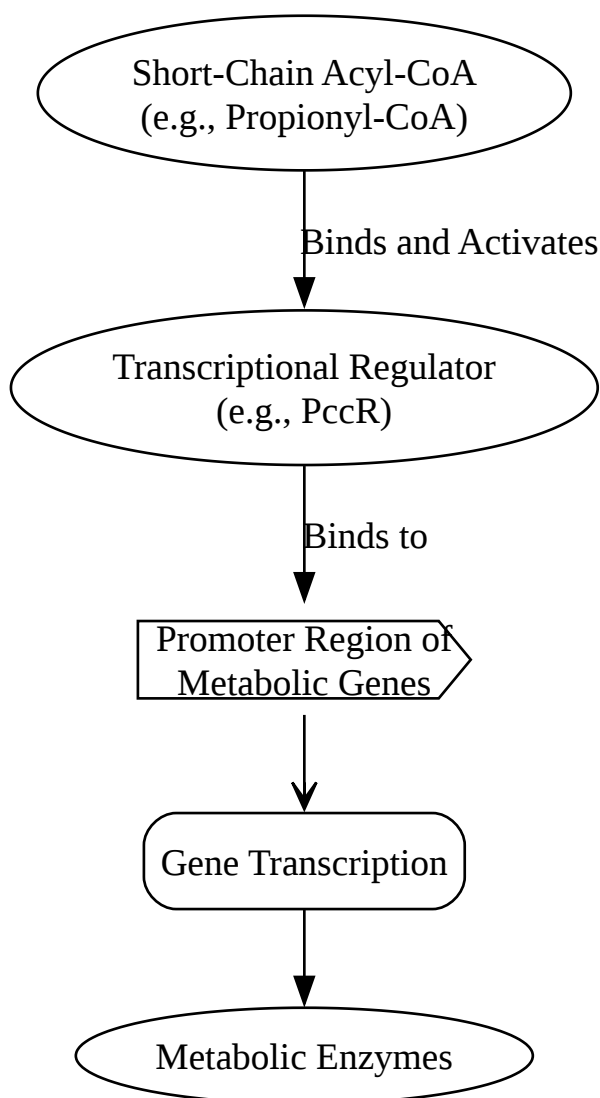 Short-Chain Acyl-CoA
(e.g., Propionyl-CoA)
Binds and Activates
Transcriptional Regulator
(e.g., PccR)
Binds to
Promoter Region of
Metabolic Genes
Gene Transcription
Metabolic Enzymes